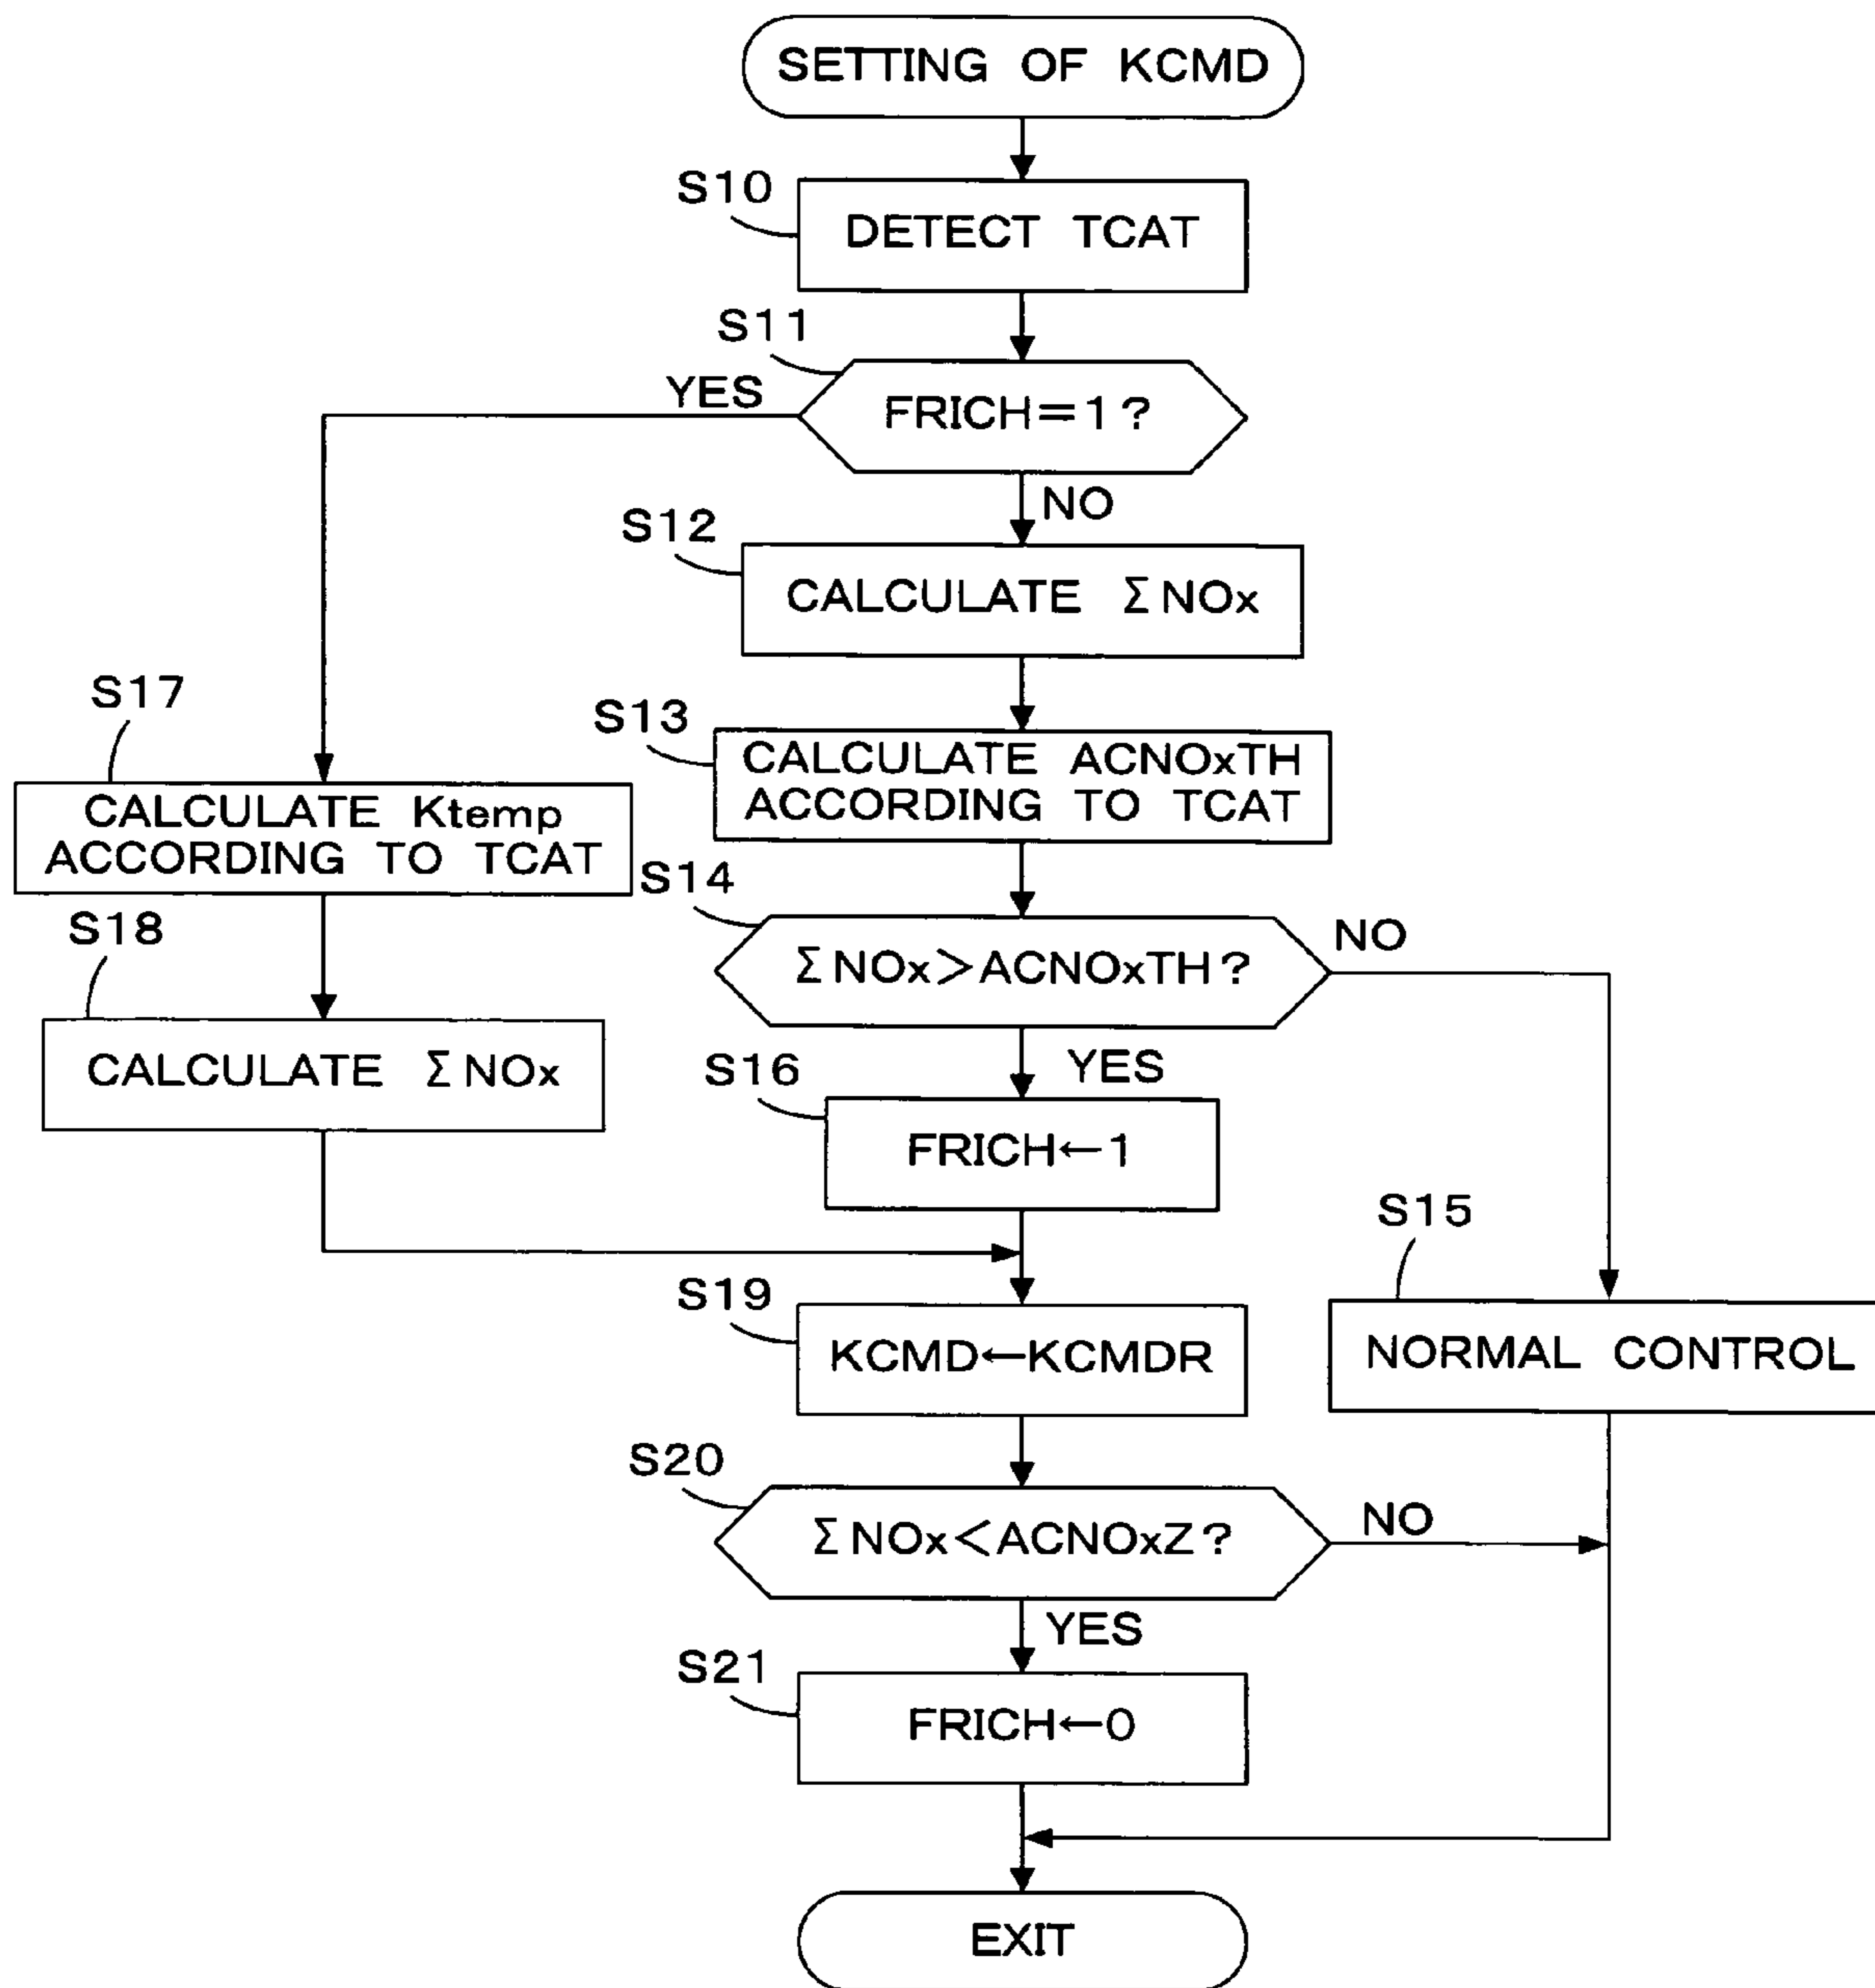 SETTING OF KCMD
S10
DETECT TCAT
S11
YES
FRICH=1?
NO
S12
CALCULATE ΣNOx
S17
S13
CALCULATE ACNOxTH
ACCORDING TO TCAT
CALCULATE Ktemp
ACCORDING TO TCAT
S14
S18
NO
ΣNOx>ACNOxTH?
CALCULATE ΣNOx
YES
S16
FRICH←1
S15
S19
KCMD←KCMDR
NORMAL CONTROL
S20
NO
ΣNOx<ACNOxZ?
YES
S21
FRICH←0
EXIT